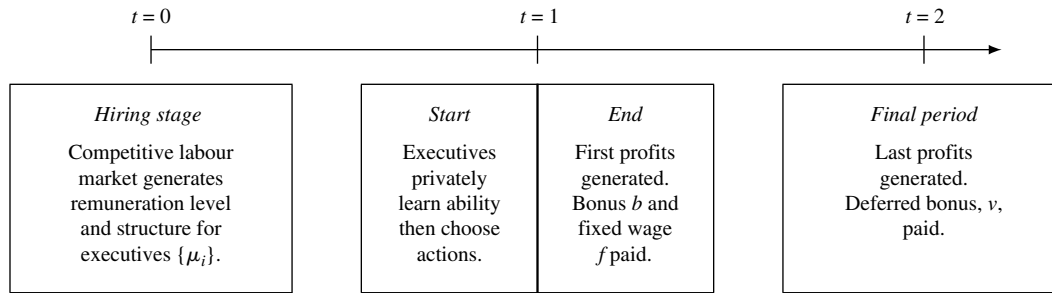 t = 0
t = 1
t = 2
Hiring stage
Competitive labour
market generates
remuneration level
and structure for
executives {μi}.
Start
Executives
privately
learn ability
then choose
actions.
End
First profits
generated.
Bonus b and
fixed wage
f paid.
Final period
Last profits
generated.
Deferred bonus, v,
paid.